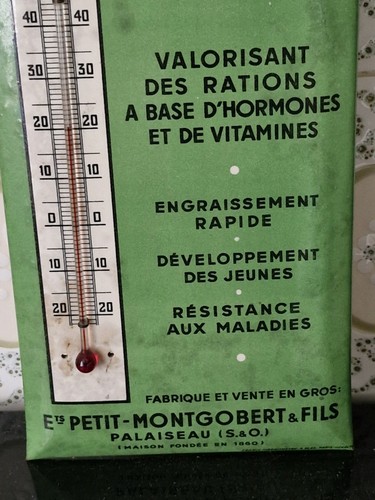 40 40
30 30
20 20
10 10
0 0
10 10
20 20
VALORISANT
DES RATIONS
A BASE D'HORMONES
ET DE VITAMINES
ENGRAISSEMENT
RAPIDE
DÉVELOPPEMENT
DES JEUNES
RÉSISTANCE
AUX MALADIES
FABRIQUE ET VENTE EN GROS:
ETS PETIT-MONTGOBERT & FILS
PALAISEAU (S.&O.)
(MAISON FONDÉE EN 1860)